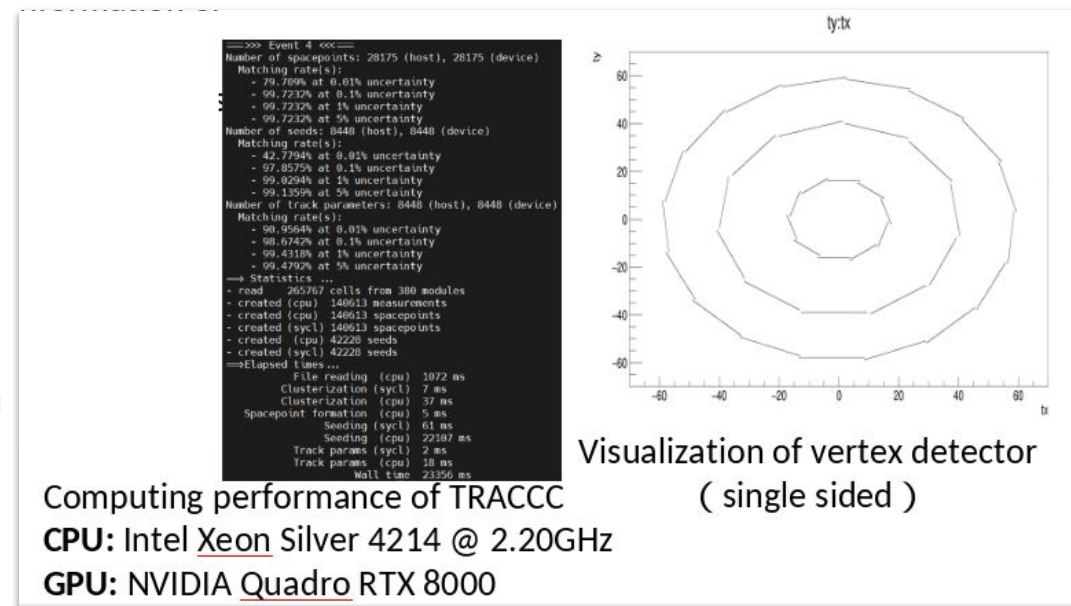 ===>>> Event 4 <<<===
Number of spacepoints: 28175 (host), 28175 (device)
Matching rate(s):
- 79.709% at 0.01% uncertainty
- 99.7232% at 0.1% uncertainty
- 99.7232% at 1% uncertainty
- 99.7232% at 5% uncertainty
Number of seeds: 8448 (host), 8448 (device)
Matching rate(s):
- 42.7794% at 0.01% uncertainty
- 97.8575% at 0.1% uncertainty
- 99.0294% at 1% uncertainty
- 99.1359% at 5% uncertainty
Number of track parameters: 8448 (host), 8448 (device)
Matching rate(s):
- 90.9564% at 0.01% uncertainty
- 98.6742% at 0.1% uncertainty
- 99.4318% at 1% uncertainty
- 99.4792% at 5% uncertainty
==> Statistics ...
- read 265767 cells from 380 modules
- created (cpu) 140613 measurements
- created (cpu) 140613 spacepoints
- created (sycl) 140613 spacepoints
- created (cpu) 42228 seeds
- created (sycl) 42228 seeds
==>Elapsed times...
File reading (cpu) 1072 ms
Clusterization (sycl) 7 ms
Clusterization (cpu) 37 ms
Spacepoint formation (cpu) 5 ms
Seeding (sycl) 61 ms
Seeding (cpu) 22107 ms
Track params (sycl) 2 ms
Track params (cpu) 18 ms
Wall time 23356 ms
ty:tx
ty
60
40
20
0
−20
−40
−60
−60 −40 −20 0 20 40 60
tx
Visualization of vertex detector
( single sided )
Computing performance of TRACCC
CPU: Intel Xeon Silver 4214 @ 2.20GHz
GPU: NVIDIA Quadro RTX 8000